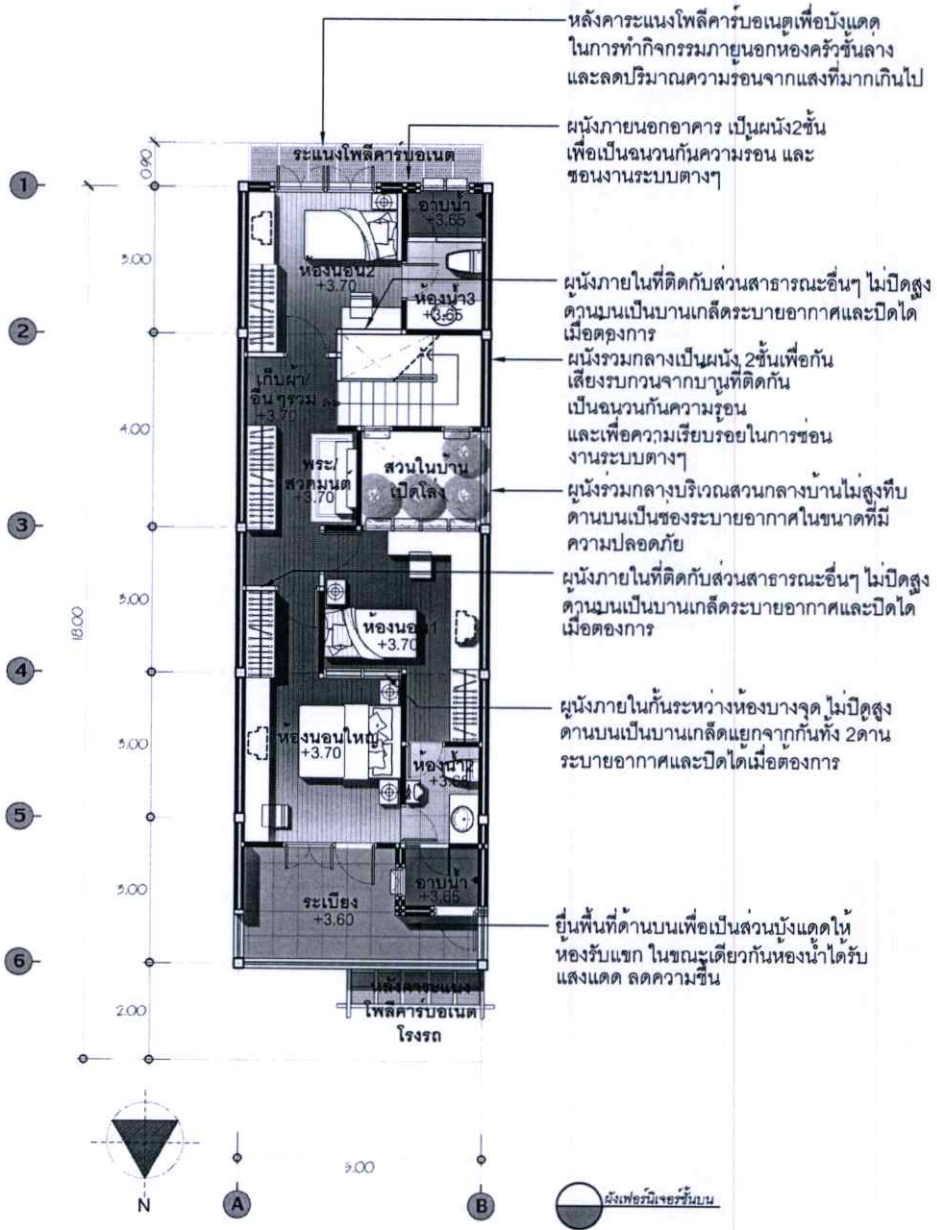 หลังคาระแนงโพลีคาร์บอเนตเพื่อบังแดด
ในการทำกิจกรรมภายนอกห้องครัวชั้นล่าง
และลดปริมาณความร้อนจากแสงที่มากเกินไป
ผนังภายนอกอาคาร เป็นผนัง2ชั้น
เพื่อเป็นฉนวนกันความร้อน และ
ซ่อนงานระบบต่างๆ
ระแนงโพลีคาร์บอเนต
0.90
1
อาบน้ำ
+3.65
3.00
ห้องนอน2
+3.70
ห้องน้ำ3
+3.65
ผนังภายในที่ติดกับส่วนสาธารณะอื่นๆ ไม่ปิดสูง
ด้านบนเป็นบานเกล็ดระบายอากาศและปิดได้
เมื่อต้องการ
2
ผนังร่วมกลางเป็นผนัง 2ชั้นเพื่อกัน
เสียงรบกวนจากบ้านที่ติดกัน
เป็นฉนวนกันความร้อน
และเพื่อความเรียบร้อยในการซ่อน
งานระบบต่างๆ
เก็บผ้า/
อื่นๆรวม
+3.70
ลง
4.00
พระ/
สวดมนต์
+3.70
สวนในบ้าน
เปิดโล่ง
ผนังร่วมกลางบริเวณสวนกลางบ้านไม่สูงทึบ
ด้านบนเป็นช่องระบายอากาศในขนาดที่มี
ความปลอดภัย
3
ผนังภายในที่ติดกับส่วนสาธารณะอื่นๆ ไม่ปิดสูง
ด้านบนเป็นบานเกล็ดระบายอากาศและปิดได้
เมื่อต้องการ
3.00
18.00
ห้องนอน1
+3.70
4
ผนังภายในกั้นระหว่างห้องบางจุด ไม่ปิดสูง
ด้านบนเป็นบานเกล็ดแยกจากกันทั้ง 2ด้าน
ระบายอากาศและปิดได้เมื่อต้องการ
3.00
ห้องนอนใหญ่
+3.70
ห้องน้ำ2
+3.65
5
3.00
ระเบียง
+3.60
อาบน้ำ
+3.65
ยื่นพื้นที่ด้านบนเพื่อเป็นส่วนบังแดดให้
ห้องรับแขก ในขณะเดียวกันห้องน้ำได้รับ
แสงแดด ลดความชื้น
6
2.00
หลังคาระแนง
โพลีคาร์บอเนต
โรงรถ
N
A
5.00
B
ผังเฟอร์นิเจอร์ชั้นบน